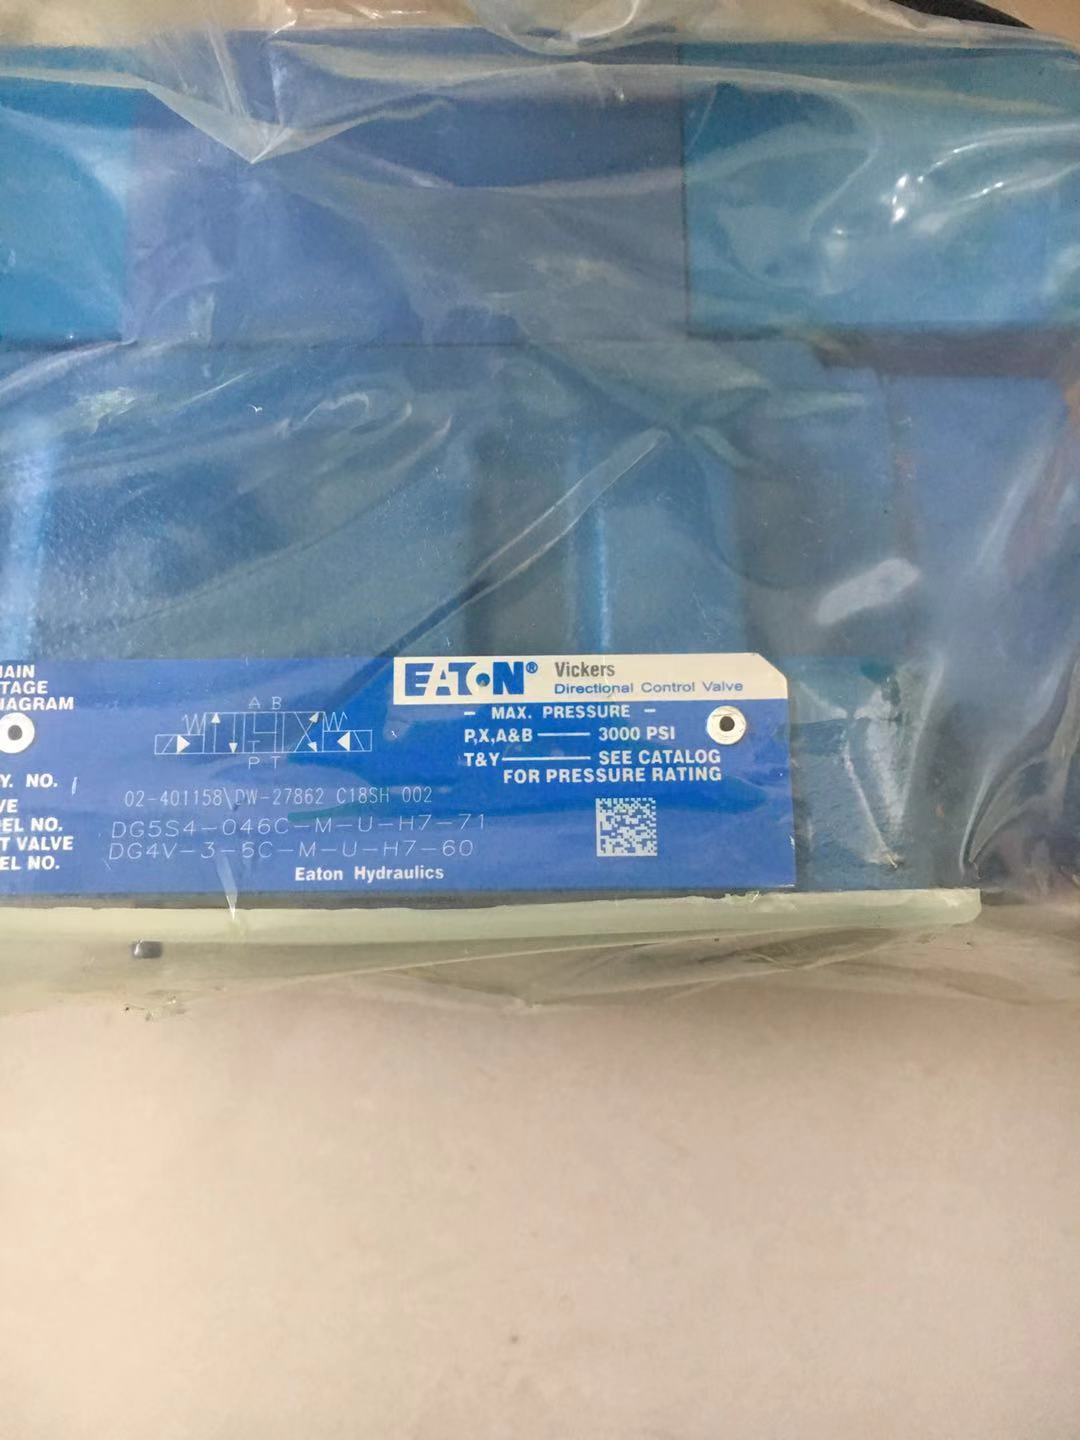 EATON® Vickers
Directional Control Valve
AIN
TAGE
IAGRAM
A B
P T
– MAX. PRESSURE –
P,X,A&B 3000 PSI
T&Y SEE CATALOG
FOR PRESSURE RATING
Y. NO.
02-401158\DW-27862 C18SH 002
VE
EL NO. DG5S4-046C-M-U-H7-71
T VALVE
EL NO. DG4V-3-6C-M-U-H7-60
Eaton Hydraulics